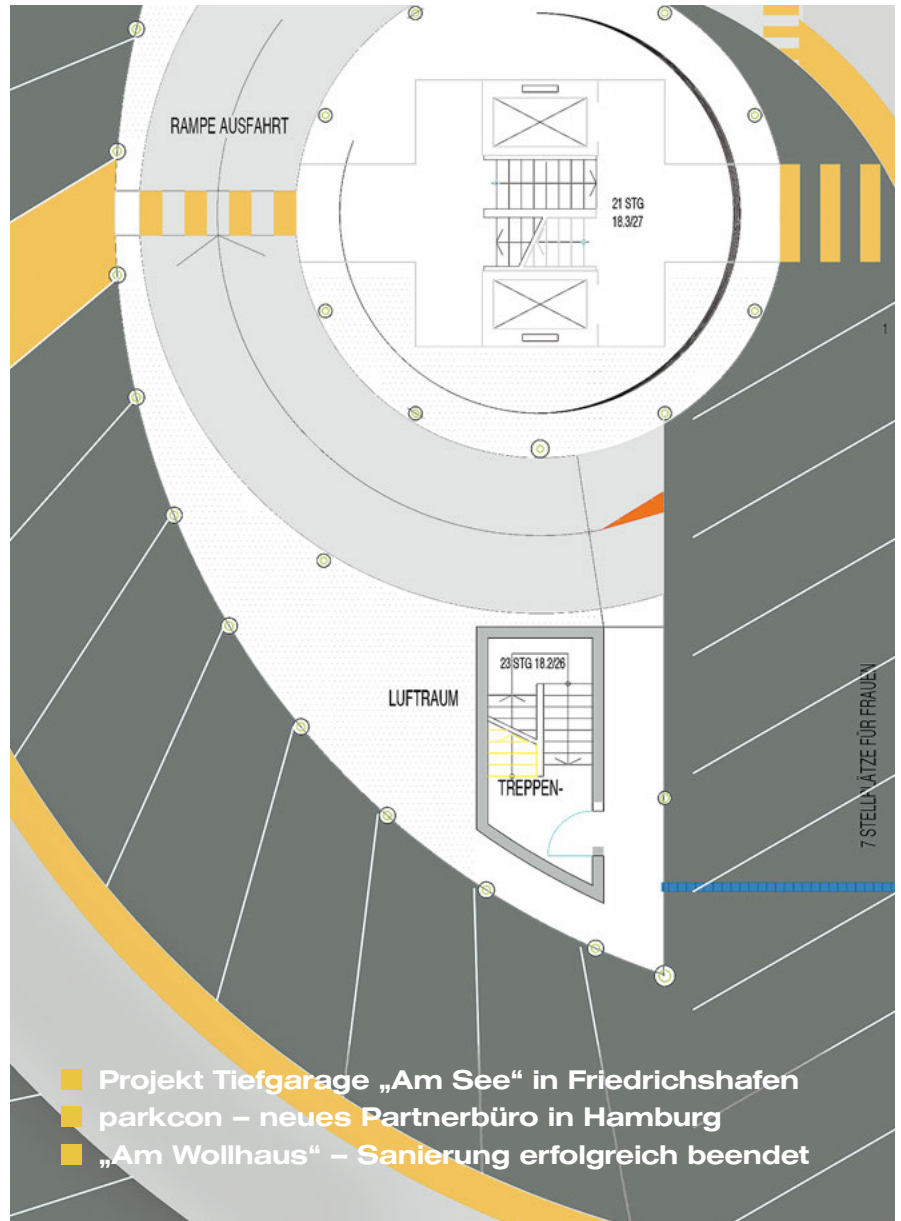 RAMPE AUSFAHRT
21 STG
18.3/27
1
23 STG 18.2/26
LUFTRAUM
TREPPEN-
7 STELLPLÄTZE FÜR FRAUEN
Projekt Tiefgarage „Am See“ in Friedrichshafen
parkcon – neues Partnerbüro in Hamburg
„Am Wollhaus“ – Sanierung erfolgreich beendet